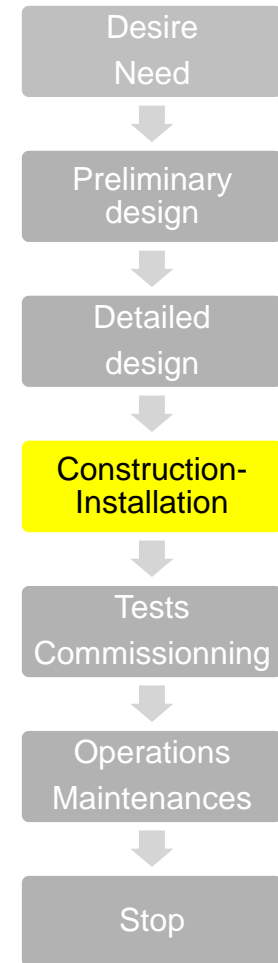 Desire
Need
Preliminary
design
Detailed
design
Construction-
Installation
Tests
Commissionning
Operations
Maintenances
Stop